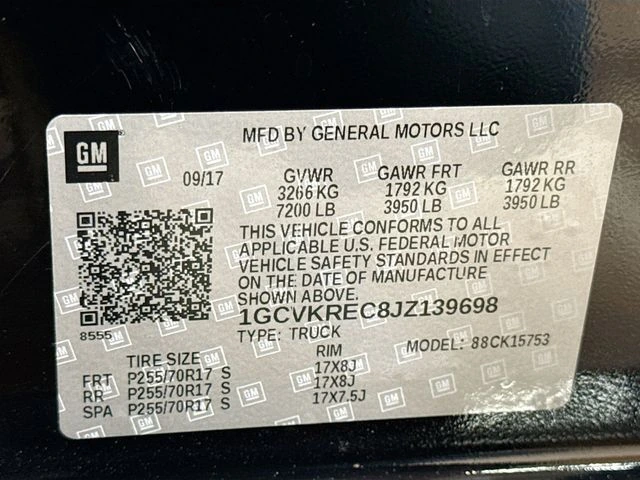 GM
MFD BY GENERAL MOTORS LLC
09/17 GVWR GAWR FRT GAWR RR
3266 KG 1792 KG 1792 KG
7200 LB 3950 LB 3950 LB
THIS VEHICLE CONFORMS TO ALL
APPLICABLE U.S. FEDERAL MOTOR
VEHICLE SAFETY STANDARDS IN EFFECT
ON THE DATE OF MANUFACTURE
SHOWN ABOVE.
1GCVKREC8JZ139698
8555 TYPE: TRUCK MODEL: 88CK15753
TIRE SIZE RIM
FRT P255/70R17 S 17X8J
RR P255/70R17 S 17X8J
SPA P255/70R17 S 17X7.5J